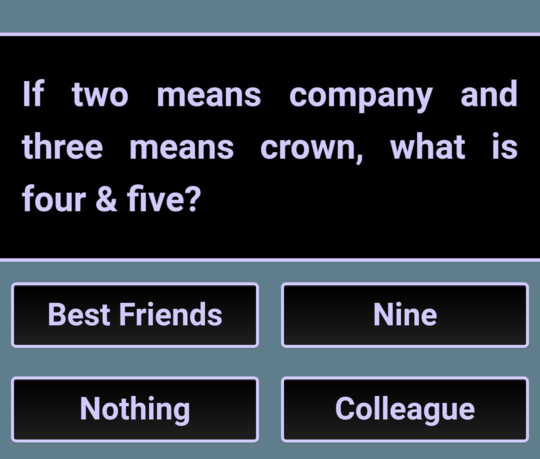 If two means company and
three means crown, what is
four & five?
Best Friends
Nine
Nothing
Colleague